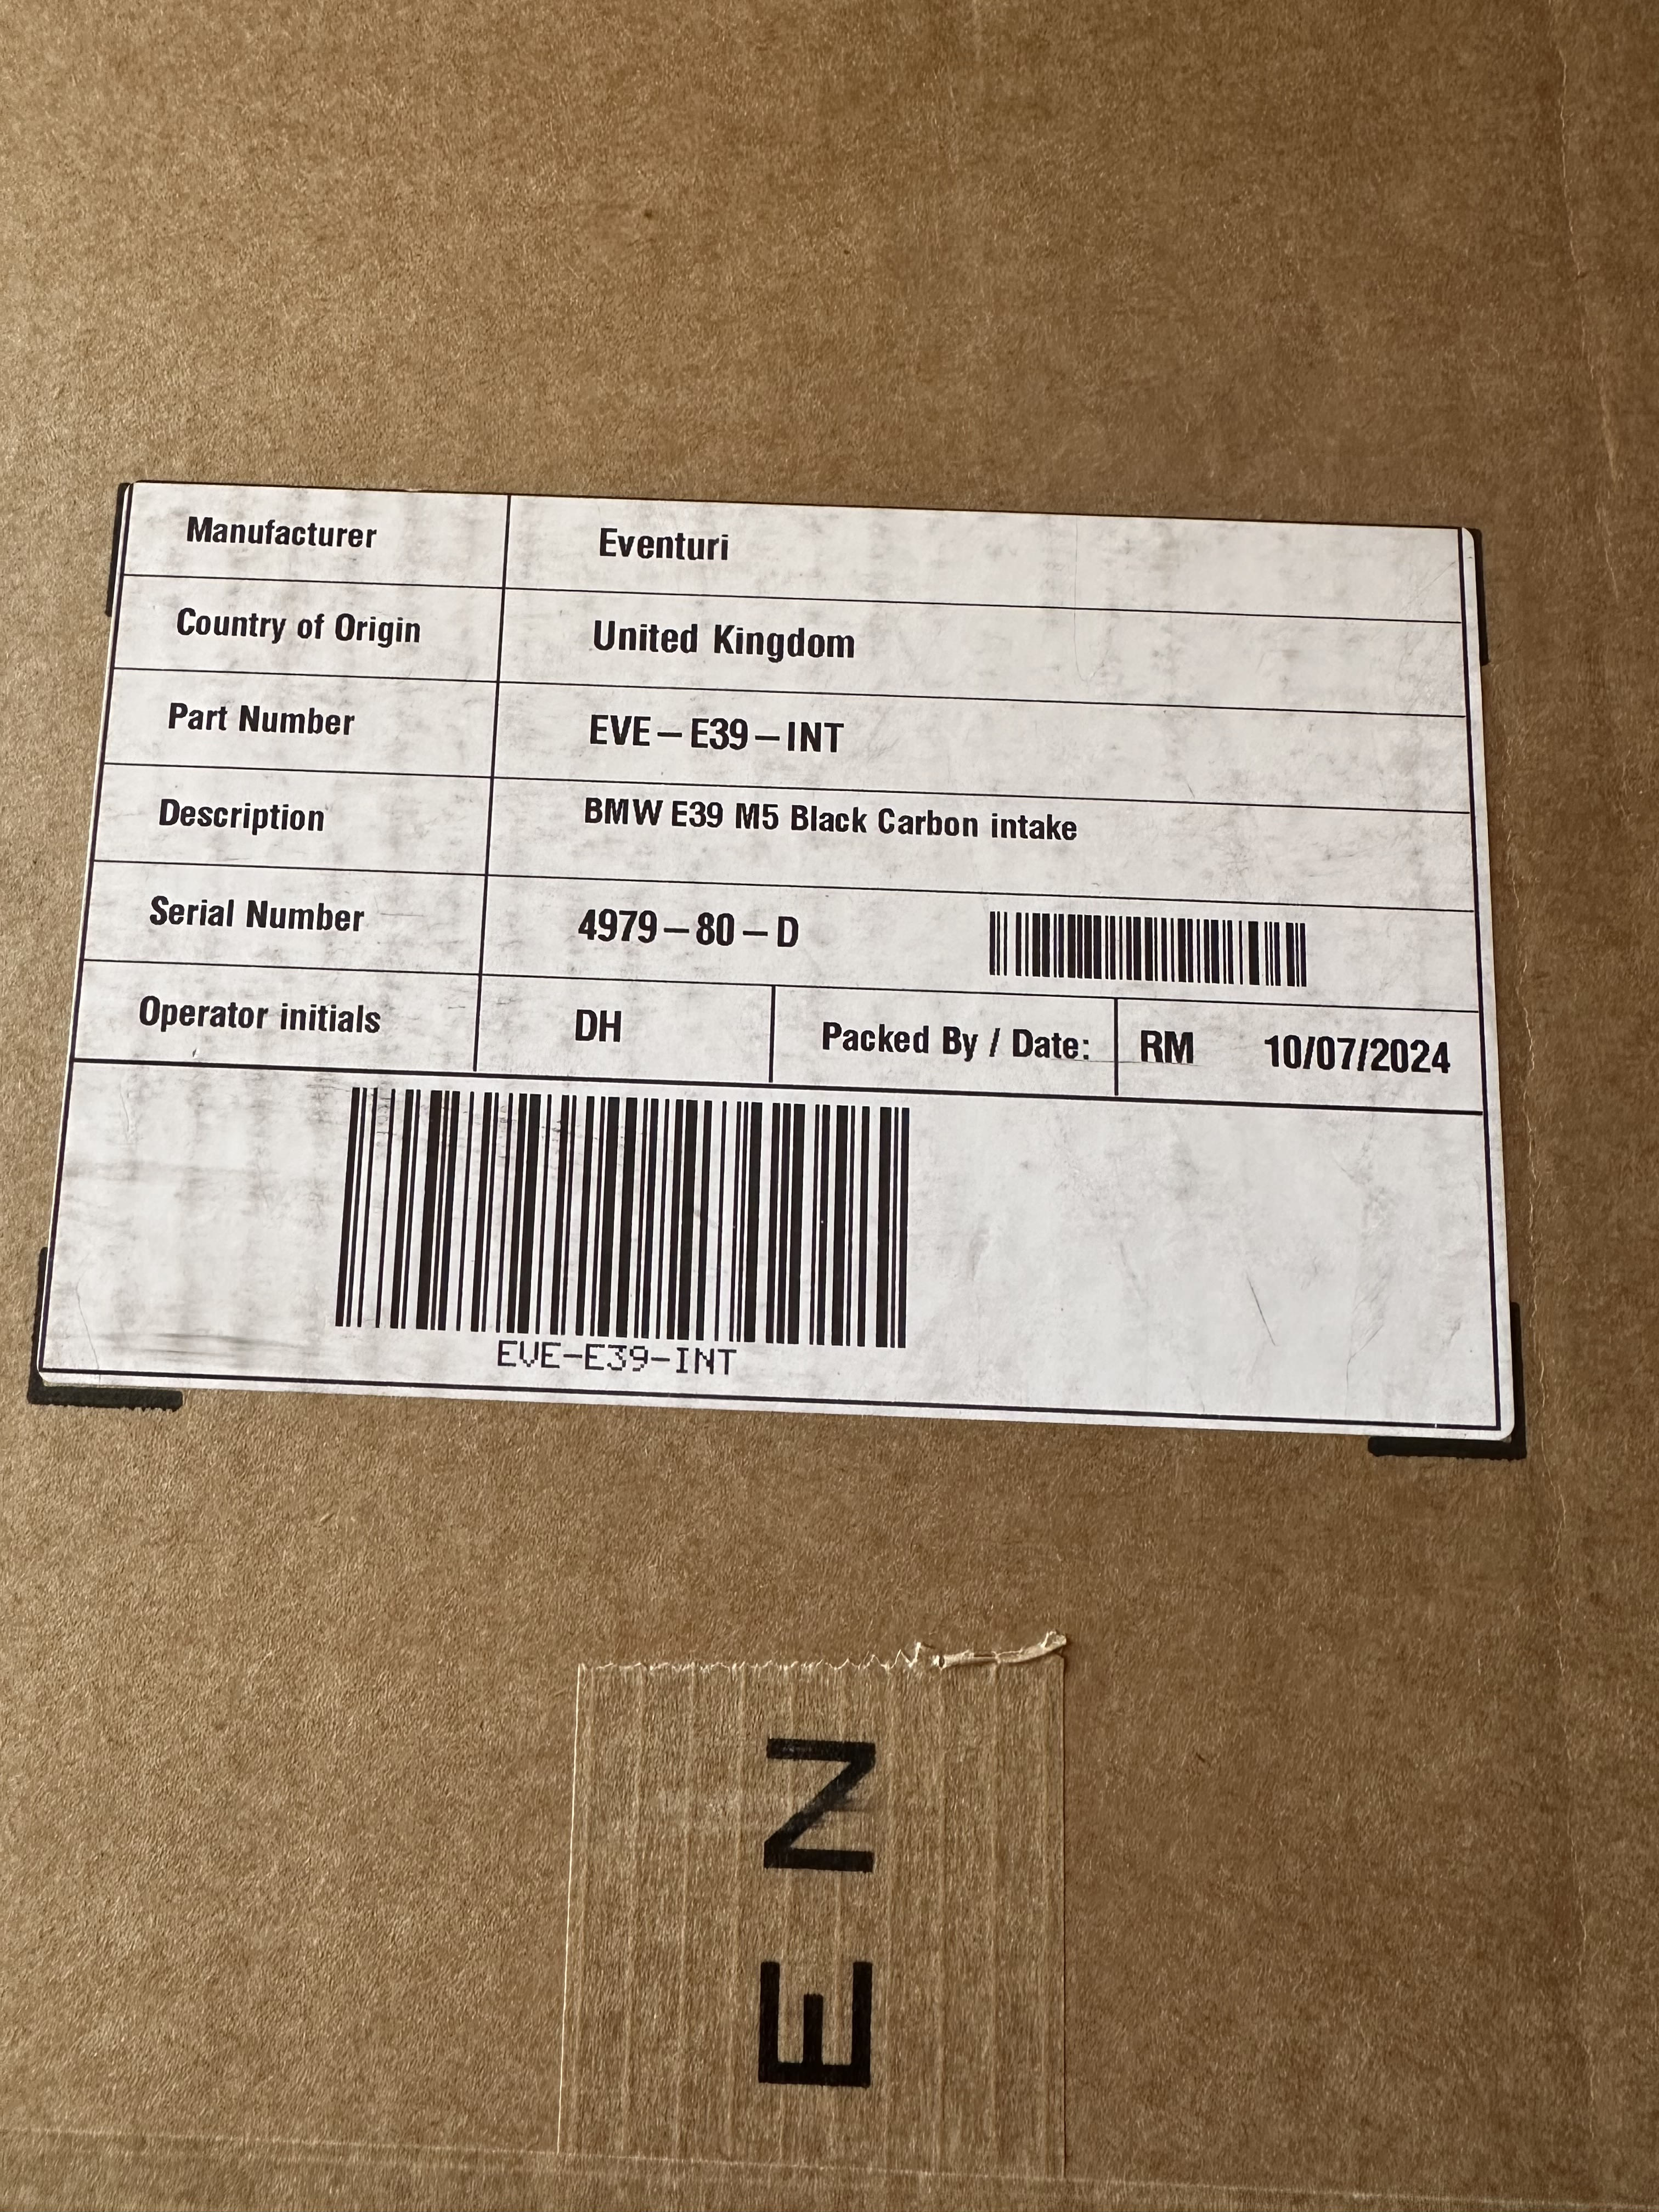 Manufacturer Eventuri
Country of Origin United Kingdom
Part Number EVE-E39-INT
Description BMW E39 M5 Black Carbon intake
Serial Number 4979-80-D
Operator initials DH Packed By / Date: RM 10/07/2024
EVE-E39-INT
EN